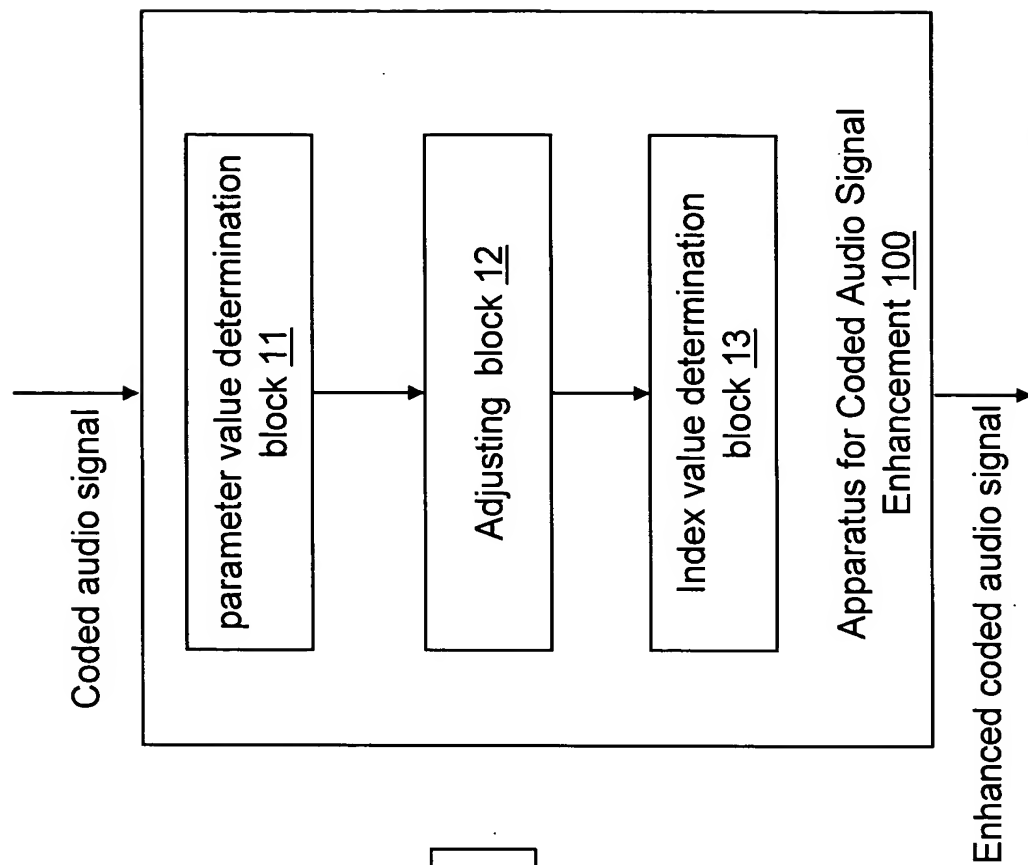 Coded audio signal
parameter value determination
block 11
Adjusting block 12
Index value determination
block 13
Apparatus for Coded Audio Signal
Enhancement 100
Enhanced coded audio signal